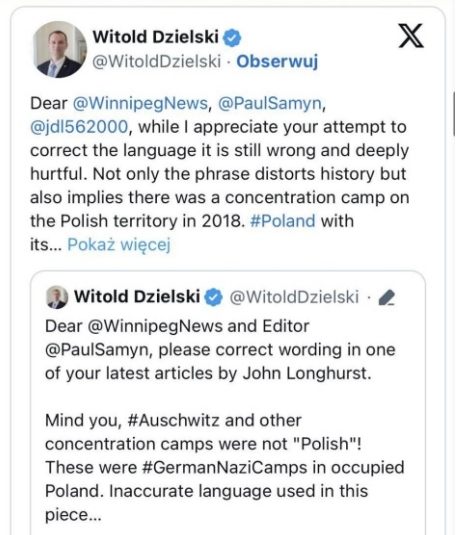 Witold Dzielski
@WitoldDzielski · Obserwuj
Dear @WinnipegNews, @PaulSamyn,
@jdl562000, while I appreciate your attempt to
correct the language it is still wrong and deeply
hurtful. Not only the phrase distorts history but
also implies there was a concentration camp on
the Polish territory in 2018. #Poland with
its... Pokaż więcej
Witold Dzielski @WitoldDzielski ·
Dear @WinnipegNews and Editor
@PaulSamyn, please correct wording in one
of your latest articles by John Longhurst.
Mind you, #Auschwitz and other
concentration camps were not "Polish"!
These were #GermanNaziCamps in occupied
Poland. Inaccurate language used in this
piece...